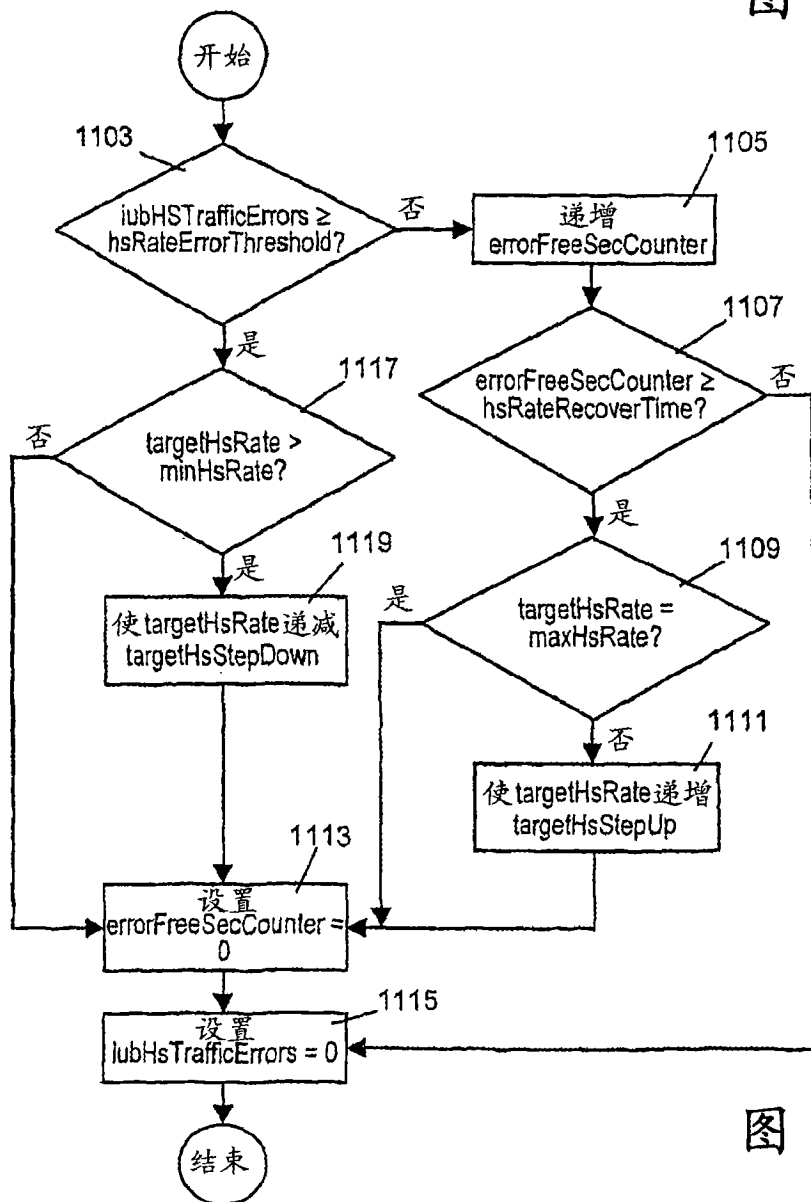 图
开始
1103
iubHSTrafficErrors ≥
hsRateErrorThreshold?
否
1105
递增
errorFreeSecCounter
是
1107
errorFreeSecCounter ≥
hsRateRecoverTime?
否
1117
targetHsRate >
minHsRate?
否
是
是
1109
targetHsRate =
maxHsRate?
是
1119
使targetHsRate递减
targetHsStepDown
否
1111
使targetHsRate递增
targetHsStepUp
1113
设置
errorFreeSecCounter =
0
1115
设置
IubHsTrafficErrors = 0
结束
图